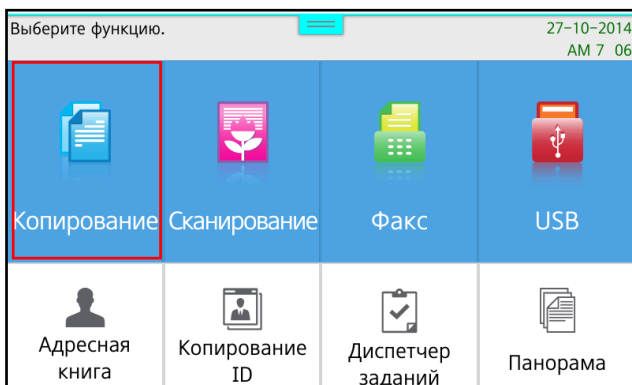 Выберите функцию.
27-10-2014
AM 7 06
Копирование Сканирование Факс USB
Адресная книга
Копирование ID
Диспетчер заданий
Панорама